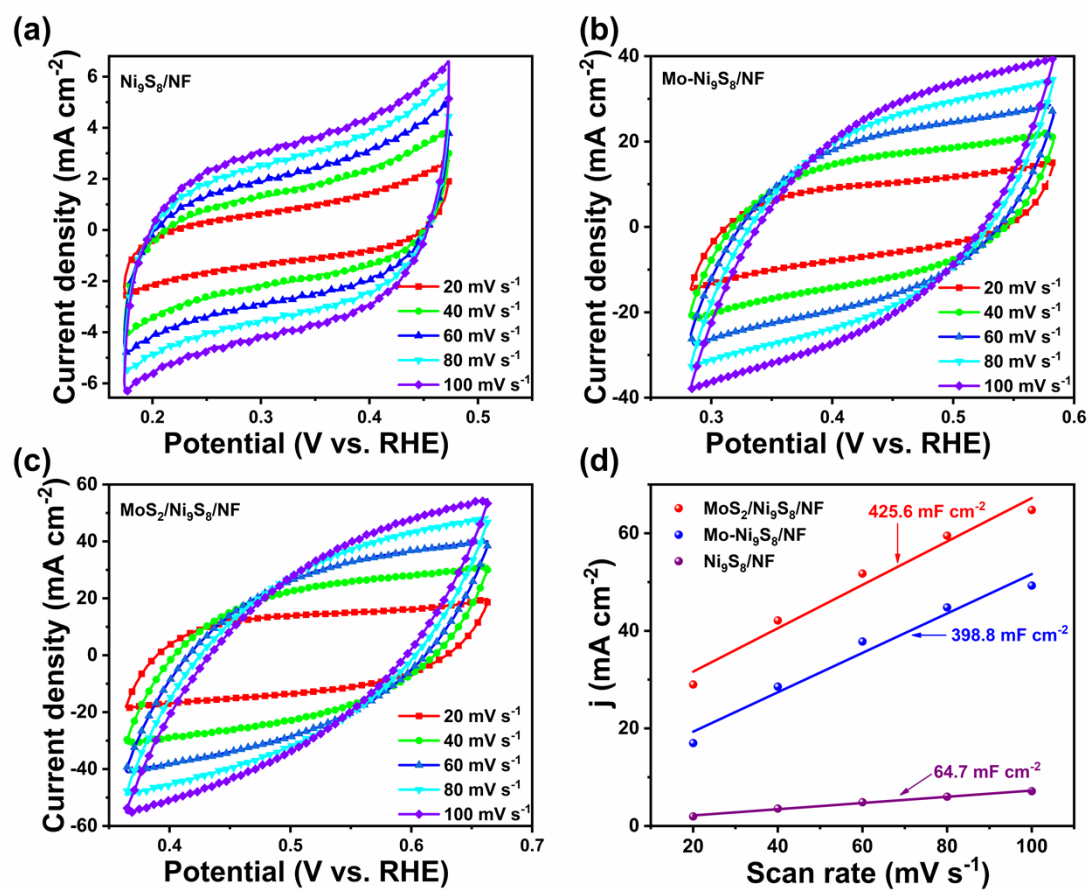 (a)
Ni₉S₈/NF
6
4
2
0
-2
-4
-6
Current density (mA cm⁻²)
20 mV s⁻¹
40 mV s⁻¹
60 mV s⁻¹
80 mV s⁻¹
100 mV s⁻¹
0.2
0.3
0.4
0.5
Potential (V vs. RHE)
(b)
Mo-Ni₉S₈/NF
40
20
0
-20
-40
Current density (mA cm⁻²)
20 mV s⁻¹
40 mV s⁻¹
60 mV s⁻¹
80 mV s⁻¹
100 mV s⁻¹
0.3
0.4
0.5
0.6
Potential (V vs. RHE)
(c)
MoS₂/Ni₉S₈/NF
60
40
20
0
-20
-40
-60
Current density (mA cm⁻²)
20 mV s⁻¹
40 mV s⁻¹
60 mV s⁻¹
80 mV s⁻¹
100 mV s⁻¹
0.4
0.5
0.6
0.7
Potential (V vs. RHE)
(d)
MoS₂/Ni₉S₈/NF
Mo-Ni₉S₈/NF
Ni₉S₈/NF
425.6 mF cm⁻²
398.8 mF cm⁻²
64.7 mF cm⁻²
60
40
20
0
j (mA cm⁻²)
20
40
60
80
100
Scan rate (mV s⁻¹)